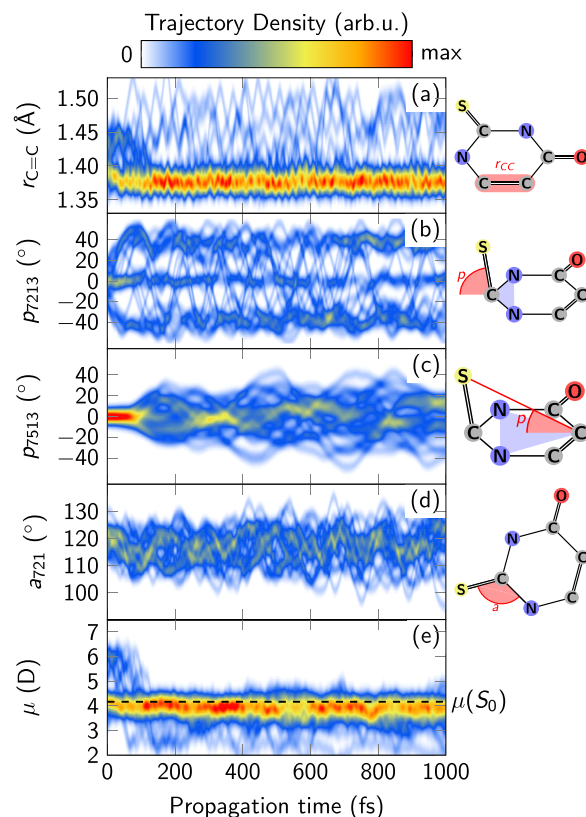 Trajectory Density (arb.u.)
0 max
(a)
1.50
1.45
1.40
1.35
r_C=C (Å)
S N O N C C
r_CC
(b)
40
20
0
−20
−40
p_7213 (°)
S O N C C N C
p
(c)
40
20
0
−20
−40
p_7513 (°)
S O N C C C N C
p
(d)
130
120
110
100
a_721 (°)
O C N C C S N C
a
(e)
7
6
5
4
3
2
μ (D)
μ(S_0)
0 200 400 600 800 1000
Propagation time (fs)